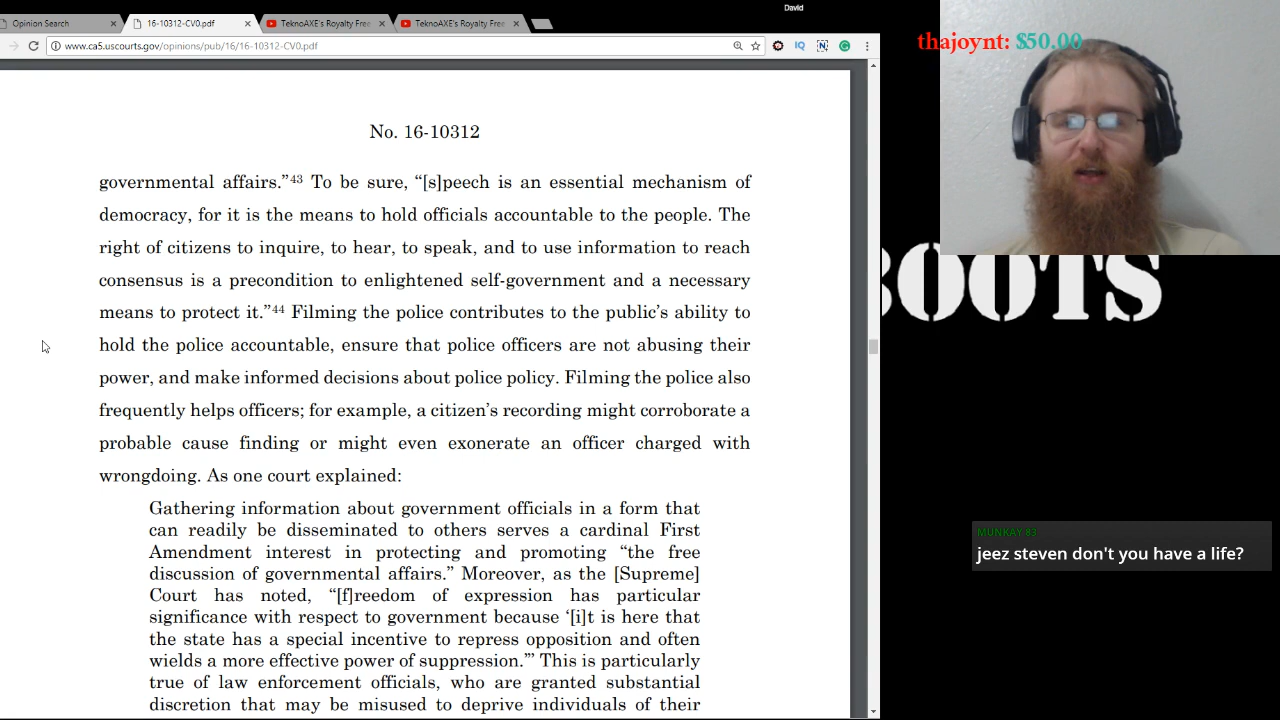 David
Opinion Search
16-10312-CV0.pdf
TeknoAXE's Royalty Free
TeknoAXE's Royalty Free
www.ca5.uscourts.gov/opinions/pub/16/16-10312-CV0.pdf
IQ
N
thajoynt: $50.00
No. 16-10312
governmental affairs.”43 To be sure, “[s]peech is an essential mechanism of
democracy, for it is the means to hold officials accountable to the people. The
right of citizens to inquire, to hear, to speak, and to use information to reach
consensus is a precondition to enlightened self-government and a necessary
means to protect it.”44 Filming the police contributes to the public’s ability to
hold the police accountable, ensure that police officers are not abusing their
power, and make informed decisions about police policy. Filming the police also
frequently helps officers; for example, a citizen’s recording might corroborate a
probable cause finding or might even exonerate an officer charged with
wrongdoing. As one court explained:
Gathering information about government officials in a form that
can readily be disseminated to others serves a cardinal First
Amendment interest in protecting and promoting “the free
discussion of governmental affairs.” Moreover, as the [Supreme]
Court has noted, “[f]reedom of expression has particular
significance with respect to government because ‘[i]t is here that
the state has a special incentive to repress opposition and often
wields a more effective power of suppression.’” This is particularly
true of law enforcement officials, who are granted substantial
discretion that may be misused to deprive individuals of their
BOOTS
MUNKAY 83
jeez steven don't you have a life?